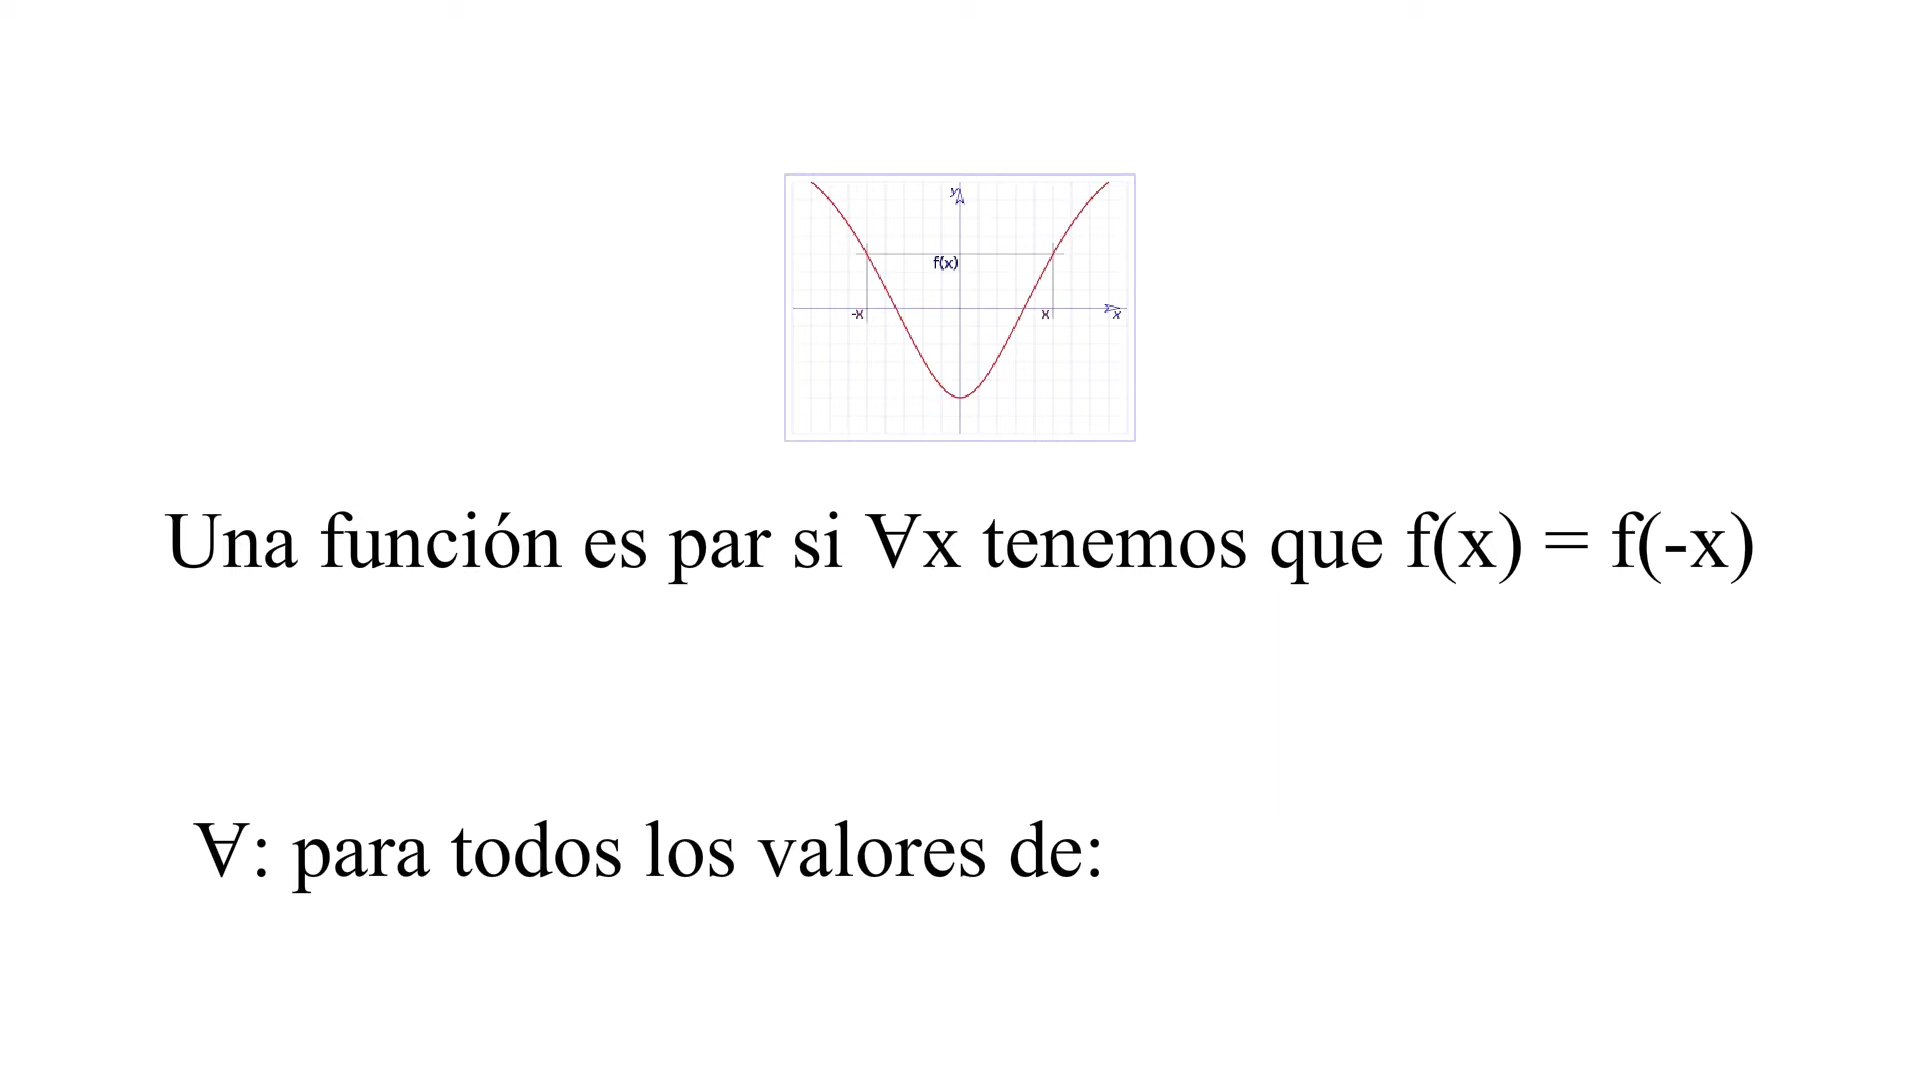 y
f(x)
-x x x
Una función es par si ∀x tenemos que f(x) = f(-x)
∀: para todos los valores de: